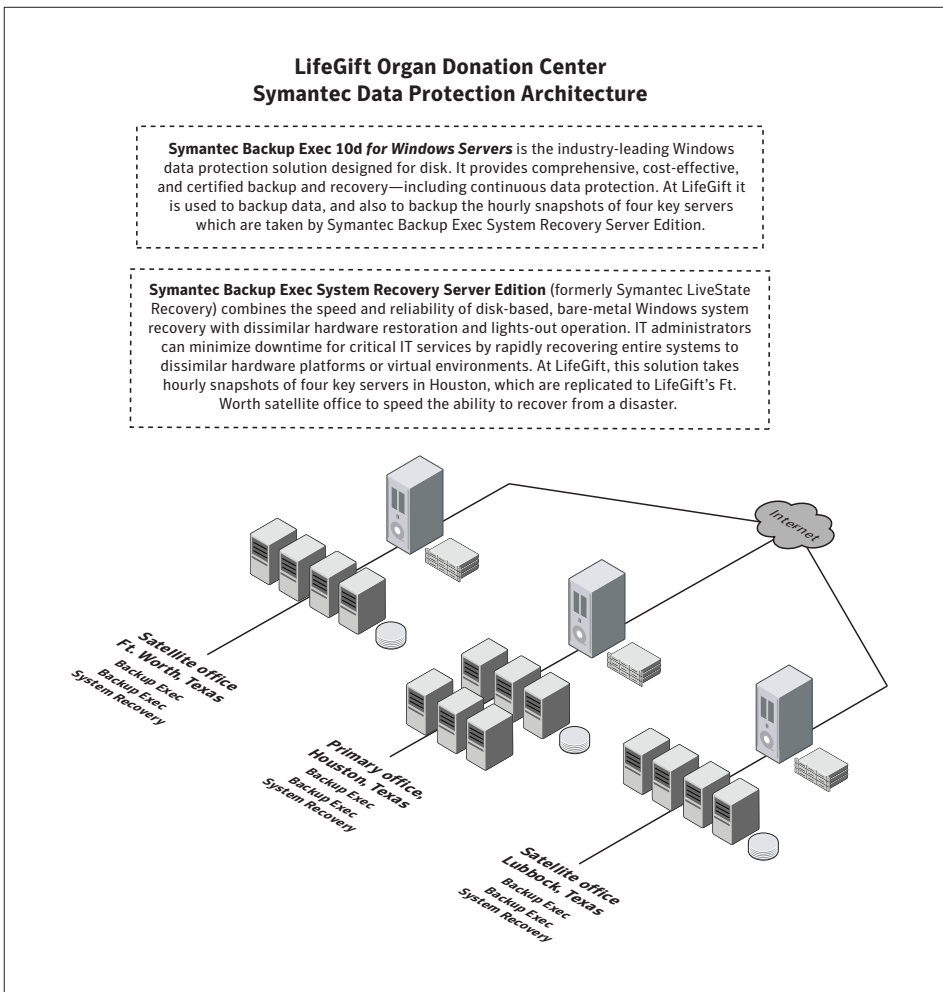 LifeGift Organ Donation Center
Symantec Data Protection Architecture
Symantec Backup Exec 10d for Windows Servers is the industry-leading Windows
data protection solution designed for disk. It provides comprehensive, cost-effective,
and certified backup and recovery—including continuous data protection. At LifeGift it
is used to backup data, and also to backup the hourly snapshots of four key servers
which are taken by Symantec Backup Exec System Recovery Server Edition.
Symantec Backup Exec System Recovery Server Edition (formerly Symantec LiveState
Recovery) combines the speed and reliability of disk-based, bare-metal Windows system
recovery with dissimilar hardware restoration and lights-out operation. IT administrators
can minimize downtime for critical IT services by rapidly recovering entire systems to
dissimilar hardware platforms or virtual environments. At LifeGift, this solution takes
hourly snapshots of four key servers in Houston, which are replicated to LifeGift's Ft.
Worth satellite office to speed the ability to recover from a disaster.
Internet
Satellite office
Ft. Worth, Texas
Backup Exec
Backup Exec
System Recovery
Primary office,
Houston, Texas
Backup Exec
Backup Exec
System Recovery
Satellite office
Lubbock, Texas
Backup Exec
Backup Exec
System Recovery